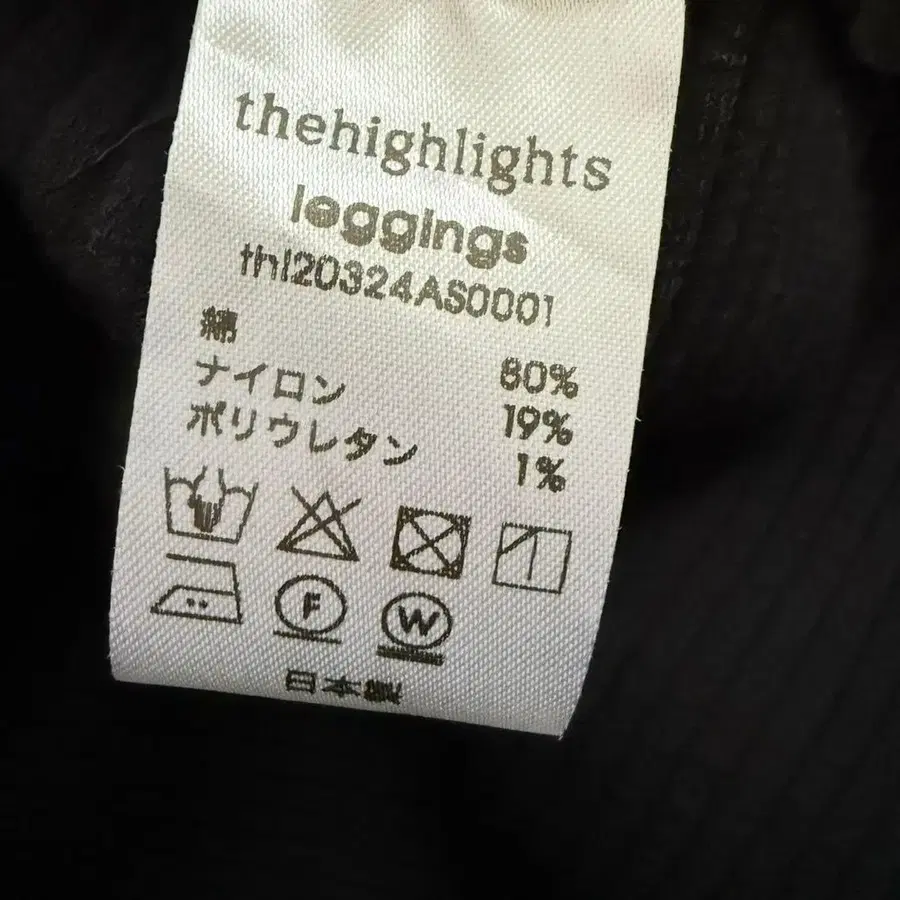 thehighlights
leggings
thl20324AS0001
綿 80%
ナイロン 19%
ポリウレタン 1%
F W
日本製